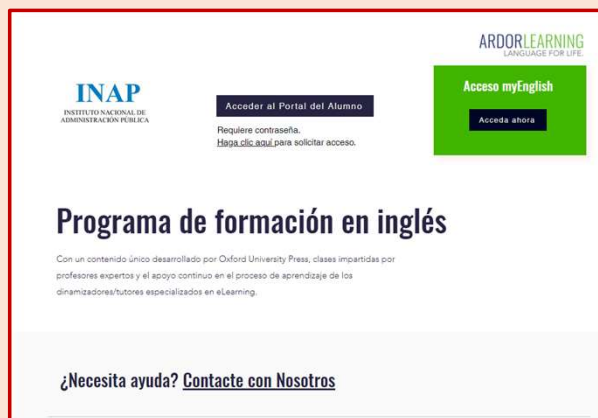 ARDORLEARNING
LANGUAGE FOR LIFE.
INAP
INSTITUTO NACIONAL DE
ADMINISTRACIÓN PÚBLICA
Acceder al Portal del Alumno
Requiere contraseña.
Haga clic aquí para solicitar acceso.
Acceso myEnglish
Acceda ahora
Programa de formación en inglés
Con un contenido único desarrollado por Oxford University Press, clases impartidas por
profesores expertos y el apoyo continuo en el proceso de aprendizaje de los
dinamizadores/tutores especializados en eLearning.
¿Necesita ayuda? Contacte con Nosotros